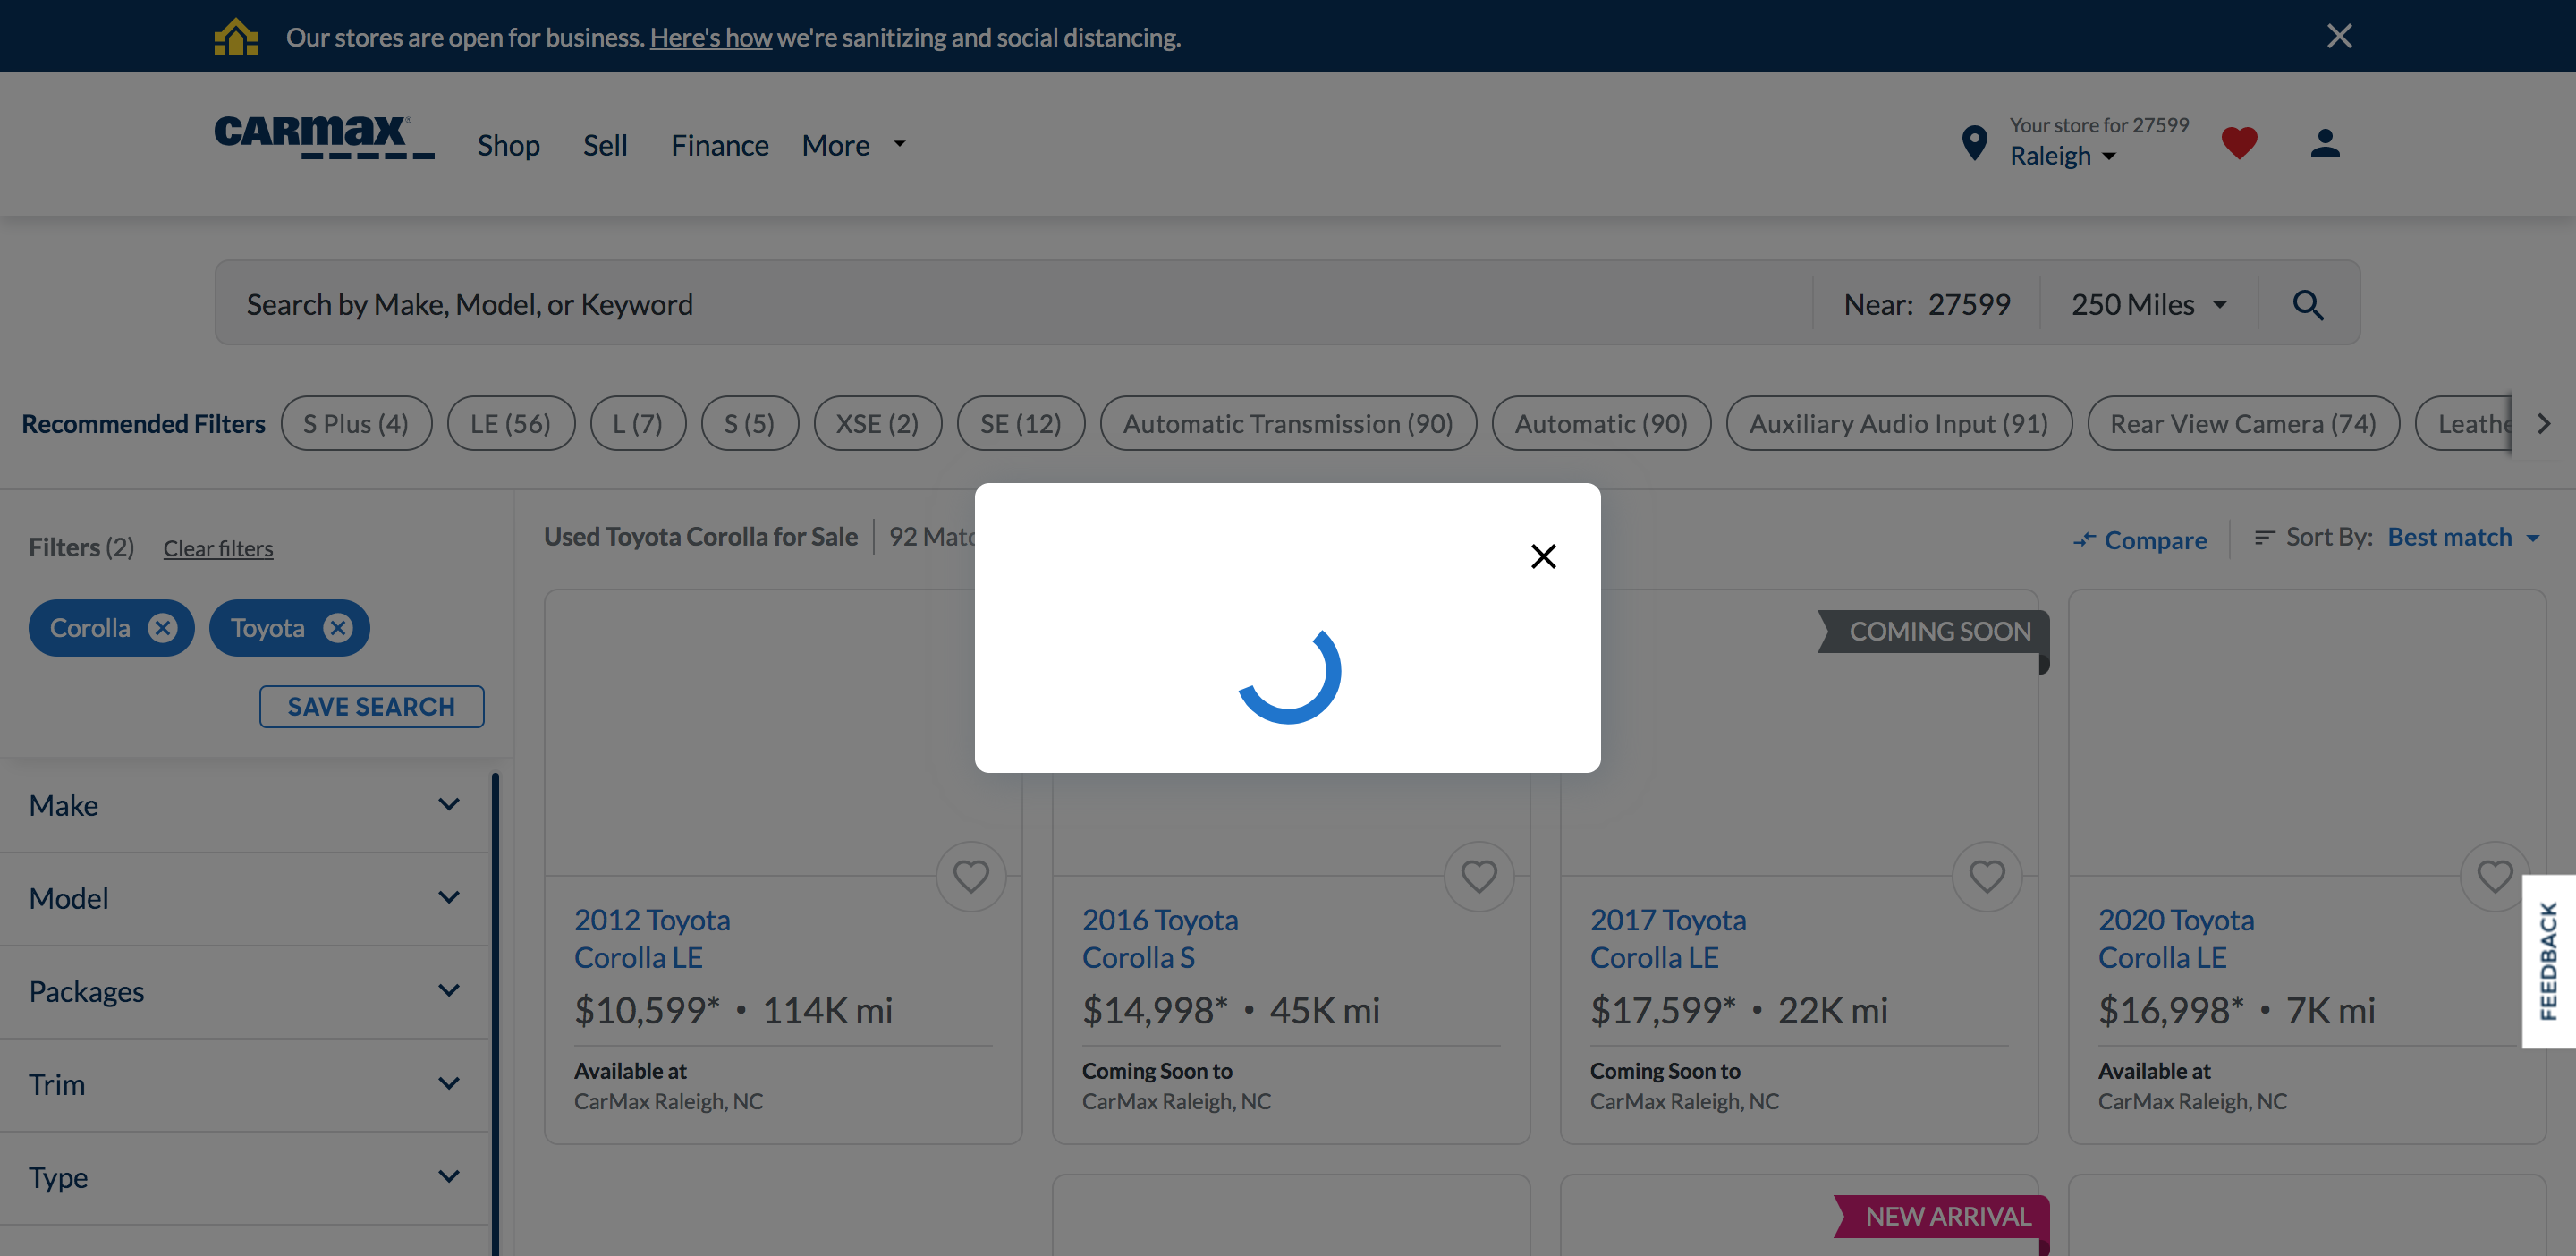 Our stores are open for business. Here's how we're sanitizing and social distancing.
CARMAX
Shop
Sell
Finance
More
Your store for 27599
Raleigh
Search by Make, Model, or Keyword
Near: 27599
250 Miles
Recommended Filters
S Plus (4)
LE (56)
L (7)
S (5)
XSE (2)
SE (12)
Automatic Transmission (90)
Automatic (90)
Auxiliary Audio Input (91)
Rear View Camera (74)
Filters (2)
Clear filters
Corolla
Toyota
SAVE SEARCH
Make
Model
Packages
Trim
Type
Used Toyota Corolla for Sale
92
Compare
Sort By: Best match
2012 Toyota
Corolla LE
$10,599* • 114K mi
Available at
CarMax Raleigh, NC
2016 Toyota
Corolla S
$14,998* • 45K mi
Coming Soon to
CarMax Raleigh, NC
COMING SOON
2017 Toyota
Corolla LE
$17,599* • 22K mi
Coming Soon to
CarMax Raleigh, NC
2020 Toyota
Corolla LE
$16,998* • 7K mi
Available at
CarMax Raleigh, NC
NEW ARRIVAL
FEEDBACK